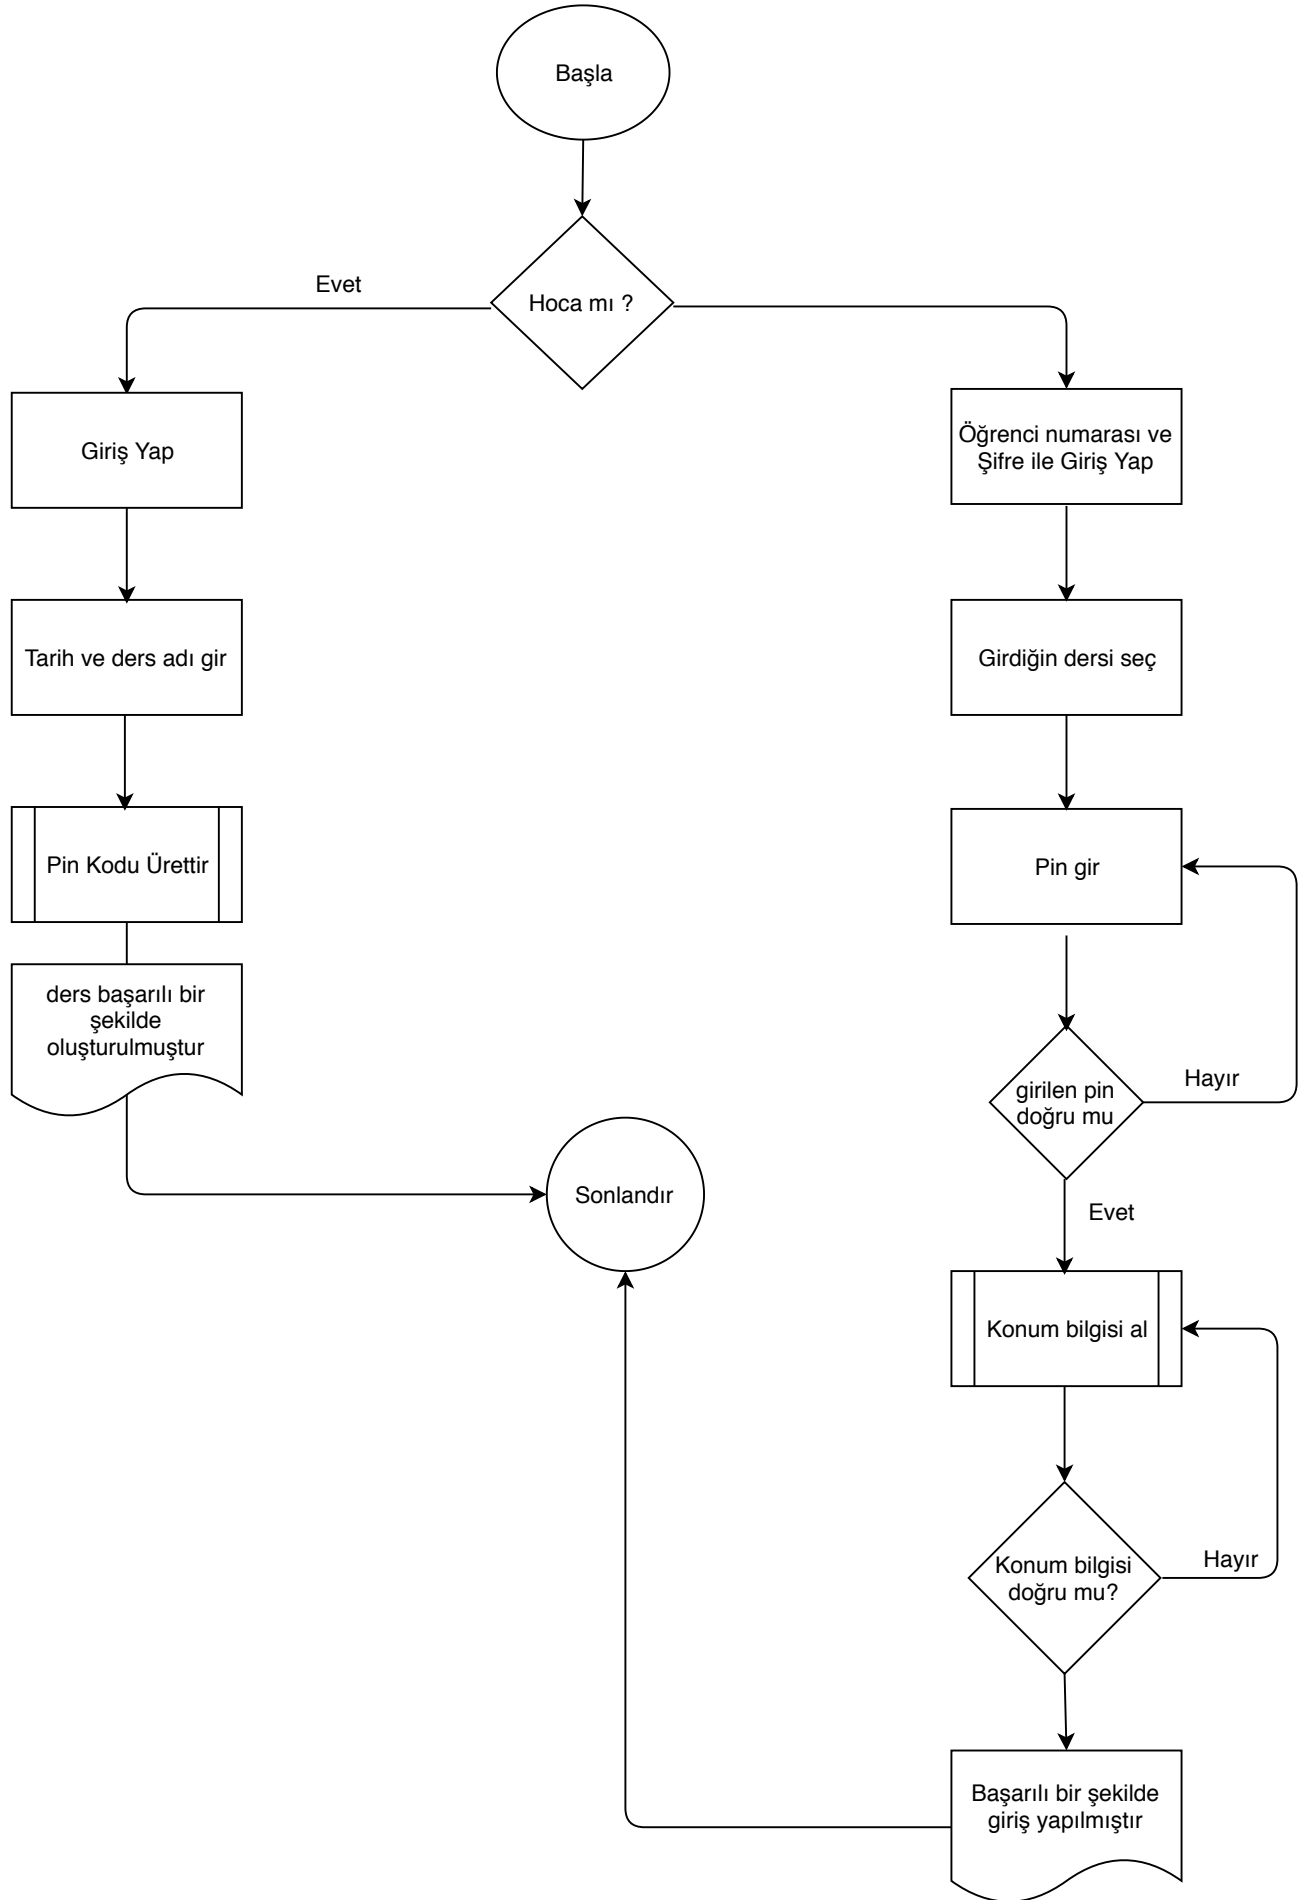 Başla
Hoca mı ?
Evet
Giriş Yap
Öğrenci numarası ve
Şifre ile Giriş Yap
Tarih ve ders adı gir
Girdiğin dersi seç
Pin Kodu Ürettir
Pin gir
ders başarılı bir
şekilde
oluşturulmuştur
girilen pin
doğru mu
Hayır
Sonlandır
Evet
Konum bilgisi al
Konum bilgisi
doğru mu?
Hayır
Başarılı bir şekilde
giriş yapılmıştır